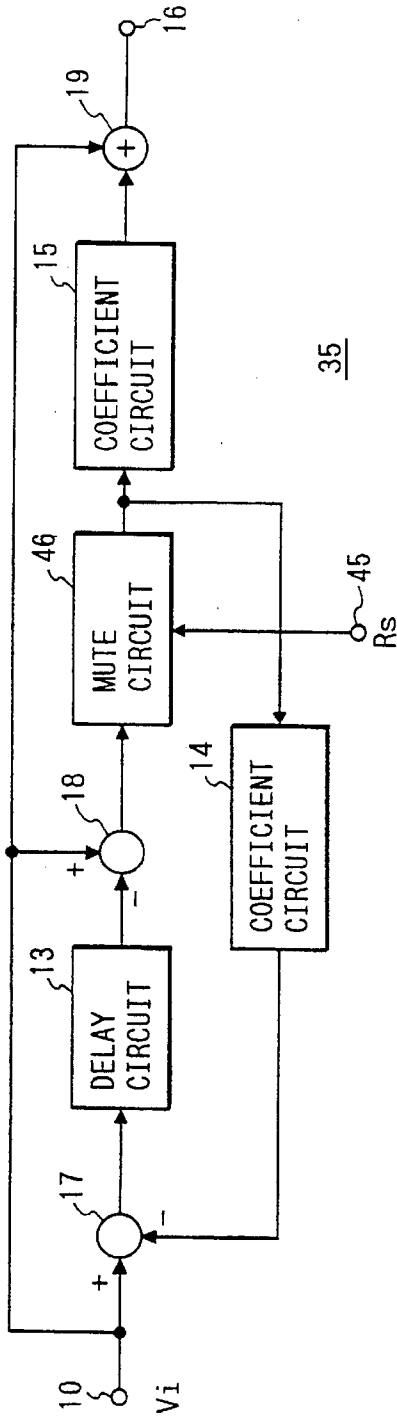 10
Vi
17
+
−
13
DELAY
CIRCUIT
18
+
−
46
MUTE
CIRCUIT
45
Rs
14
COEFFICIENT
CIRCUIT
15
COEFFICIENT
CIRCUIT
19
+
16
35